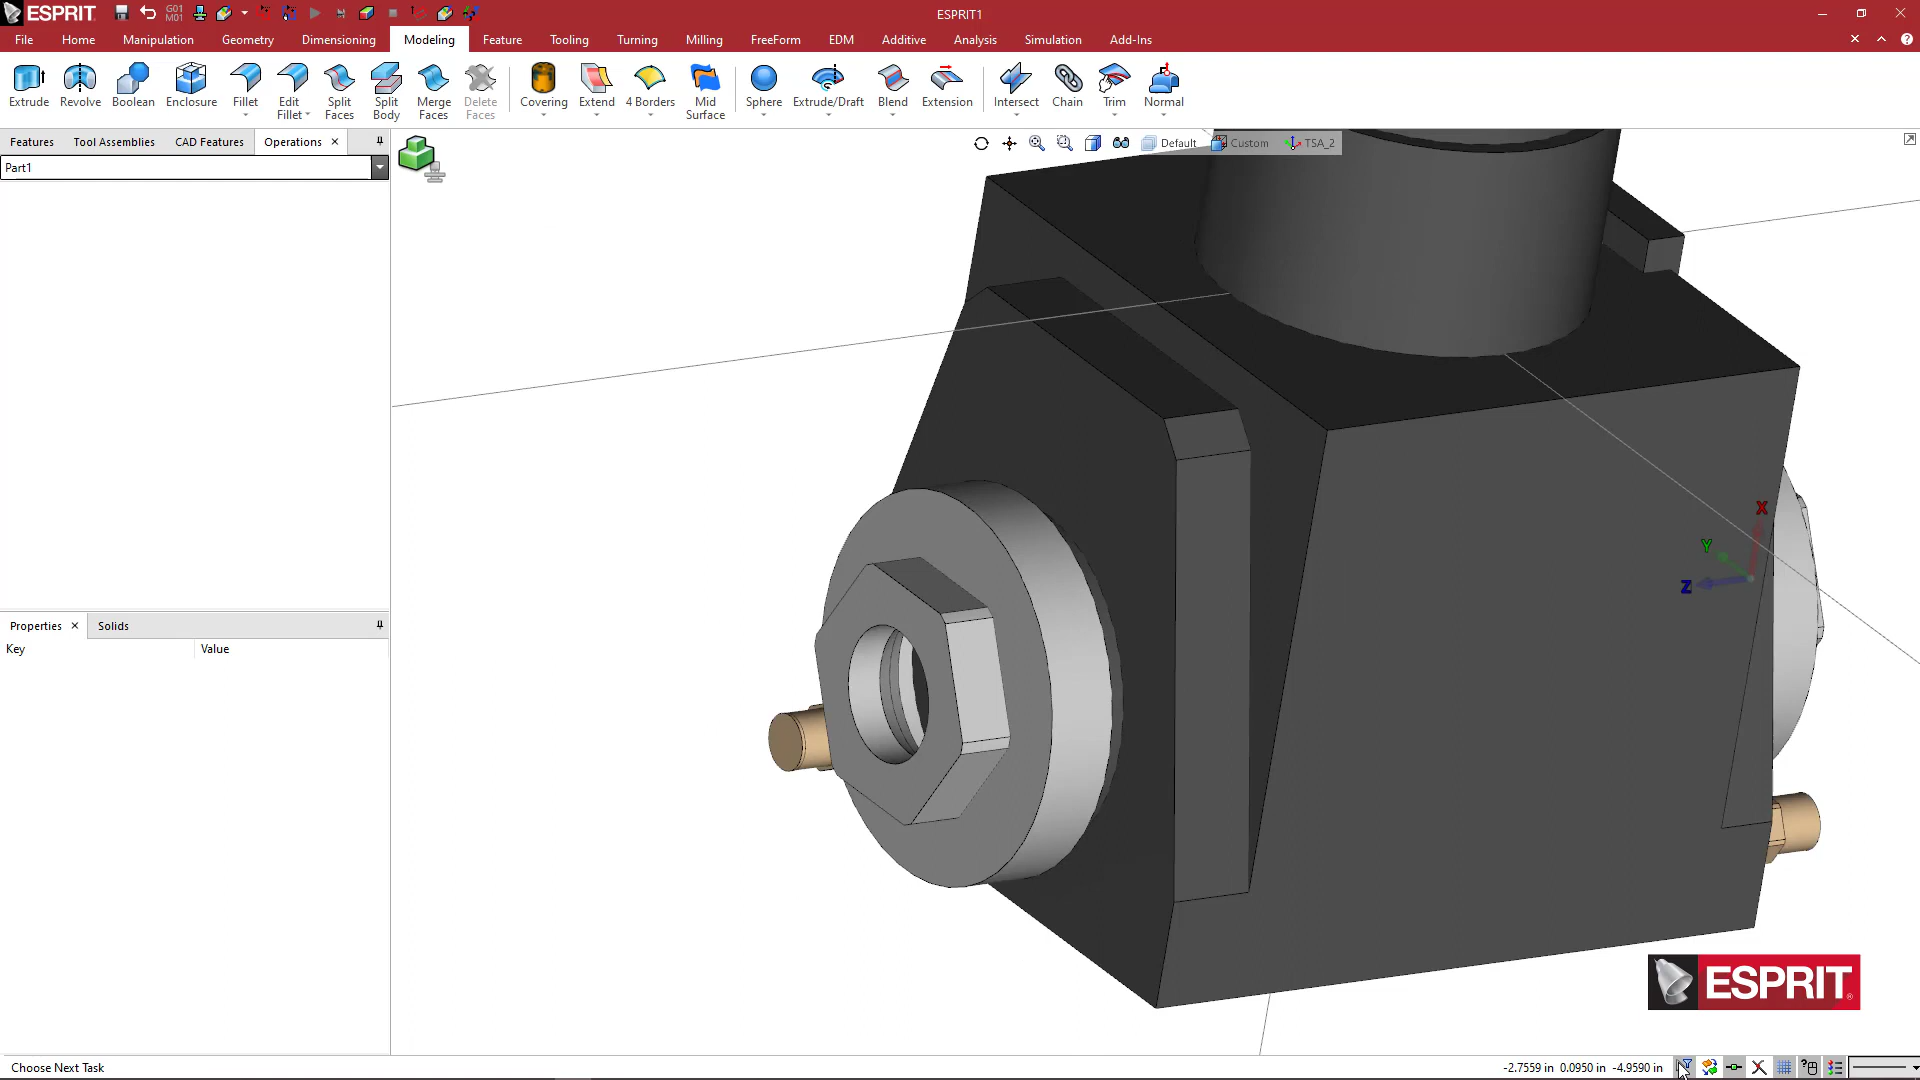 ESPRIT
G01
M01
ESPRIT1
File Home Manipulation Geometry Dimensioning Modeling Feature Tooling Turning Milling FreeForm EDM Additive Analysis Simulation Add-Ins
Extrude Revolve Boolean Enclosure Fillet Edit Fillet Split Faces Split Body Merge Faces Delete Faces Covering Extend 4 Borders Mid Surface Sphere Extrude/Draft Blend Extension Intersect Chain Trim Normal
Features Tool Assemblies CAD Features Operations
Default Custom TSA_2
Part1
X
Y
Z
Properties Solids
Key Value
ESPRIT
Choose Next Task
-2.7559 in 0.0950 in -4.9590 in